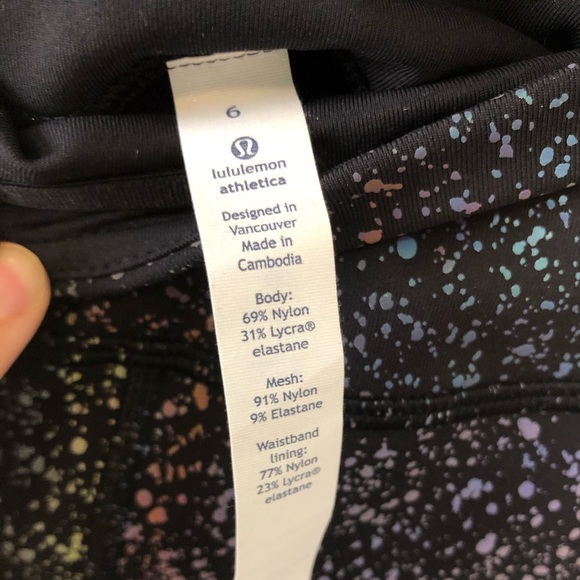 6
lululemon
athletica
Designed in
Vancouver
Made in
Cambodia
Body:
69% Nylon
31% Lycra®
elastane
Mesh:
91% Nylon
9% Elastane
Waistband
lining:
77% Nylon
23% Lycra®
elastane